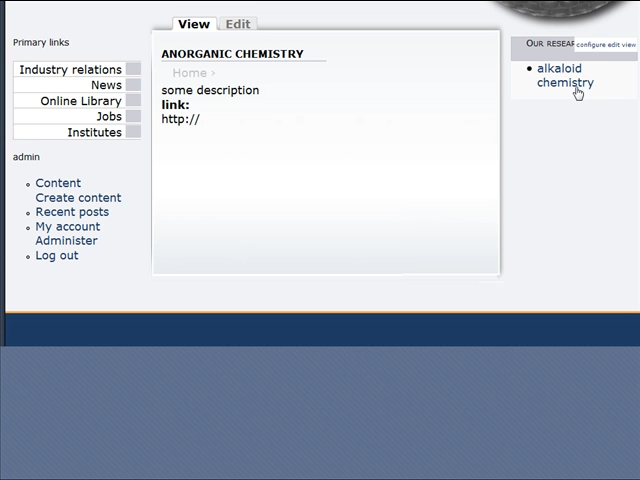 View Edit
Primary links
Industry relations
News
Online Library
Jobs
Institutes
admin
Content
Create content
Recent posts
My account
Administer
Log out
ANORGANIC CHEMISTRY
Home ›
some description
link:
http://
OUR configure edit view
alkaloid
chemistry